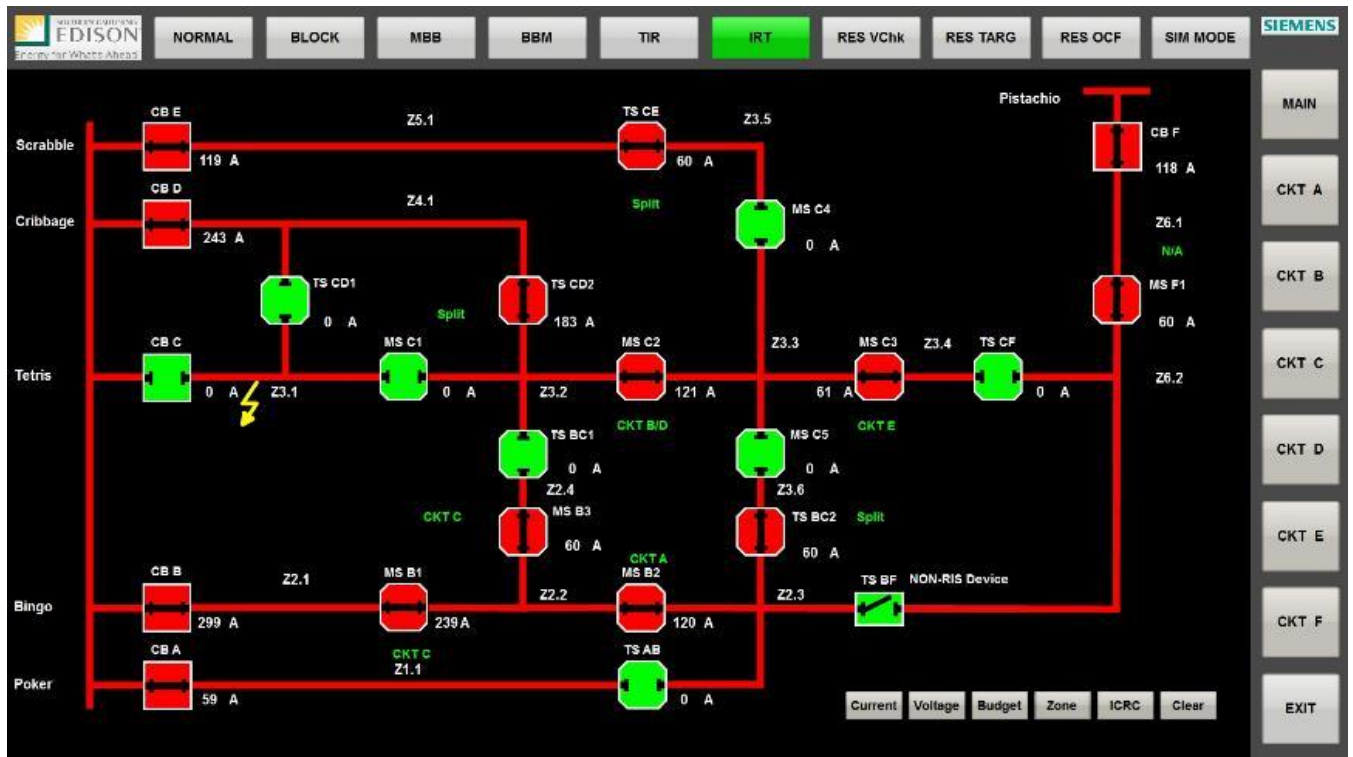 EDISON
Energy for What's Ahead
NORMAL BLOCK MBB BBM TIR IRT RES VChk RES TARG RES OCF SIM MODE
SIEMENS
MAIN
CKT A
CKT B
CKT C
CKT D
CKT E
CKT F
EXIT
Pistachio
CB E Z5.1 TS CE Z3.5
CB F
Scrabble
119 A 60 A
118 A
CB D Z4.1 Split
MS C4
Cribbage
243 A
0 A
Z6.1
N/A
TS CD1 TS CD2
MS F1
0 A Split 183 A
60 A
CB C MS C1 MS C2 Z3.3 MS C3 Z3.4 TS CF
Tetris
Z6.2
0 A Z3.1 0 A Z3.2 121 A 61 A 0 A
CKT B/D CKT E
TS BC1 MS C5
0 A 0 A
Z2.4 Z3.6
CKT C MS B3 TS BC2 Split
60 A 60 A
CKT A
CB B Z2.1 MS B1 MS B2 TS BF NON-RIS Device
Z2.2 Z2.3
Bingo
299 A 239 A 120 A
CB A CKT C TS AB
Z1.1
Poker
59 A 0 A
Current Voltage Budget Zone ICRC Clear